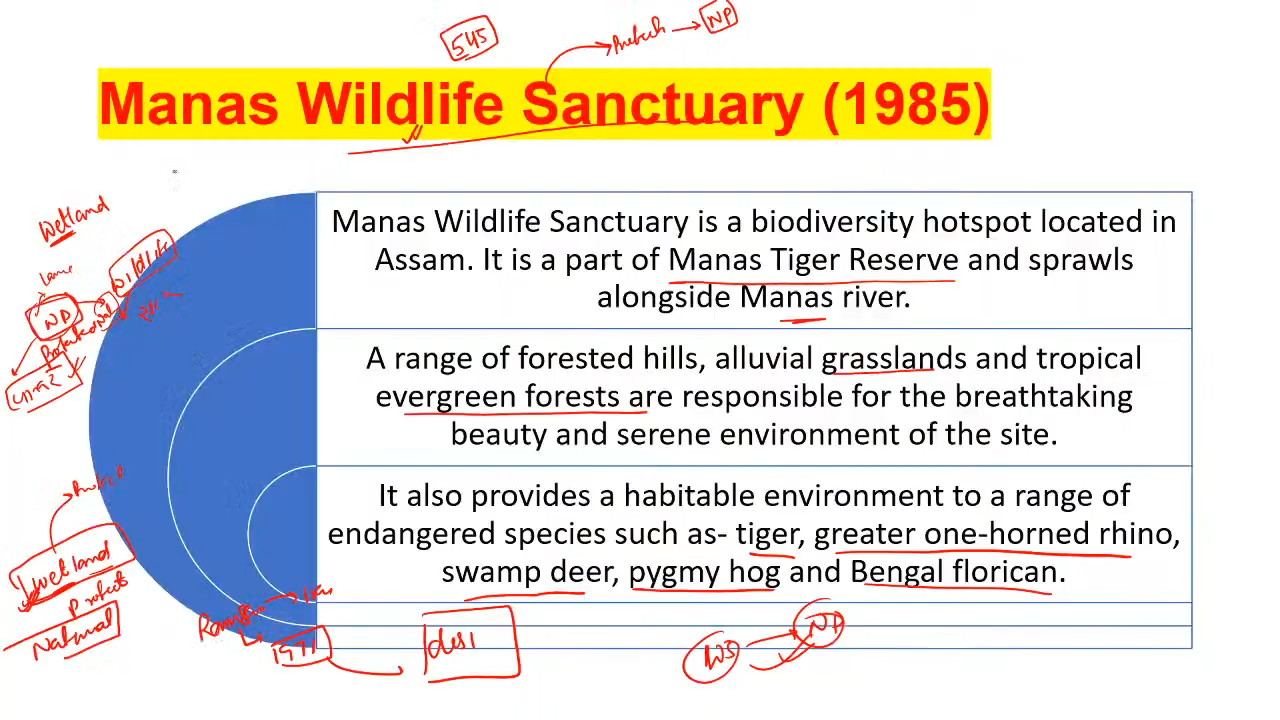 545
NP
Manas Wildlife Sanctuary (1985)
Manas Wildlife Sanctuary is a biodiversity hotspot located in
Assam. It is a part of Manas Tiger Reserve and sprawls
alongside Manas river.
A range of forested hills, alluvial grasslands and tropical
evergreen forests are responsible for the breathtaking
beauty and serene environment of the site.
It also provides a habitable environment to a range of
endangered species such as- tiger, greater one-horned rhino,
swamp deer, pygmy hog and Bengal florican.
Wetland
Wildlife
NP
Wetland
Protect
Natural
1971
desi
WS
NP